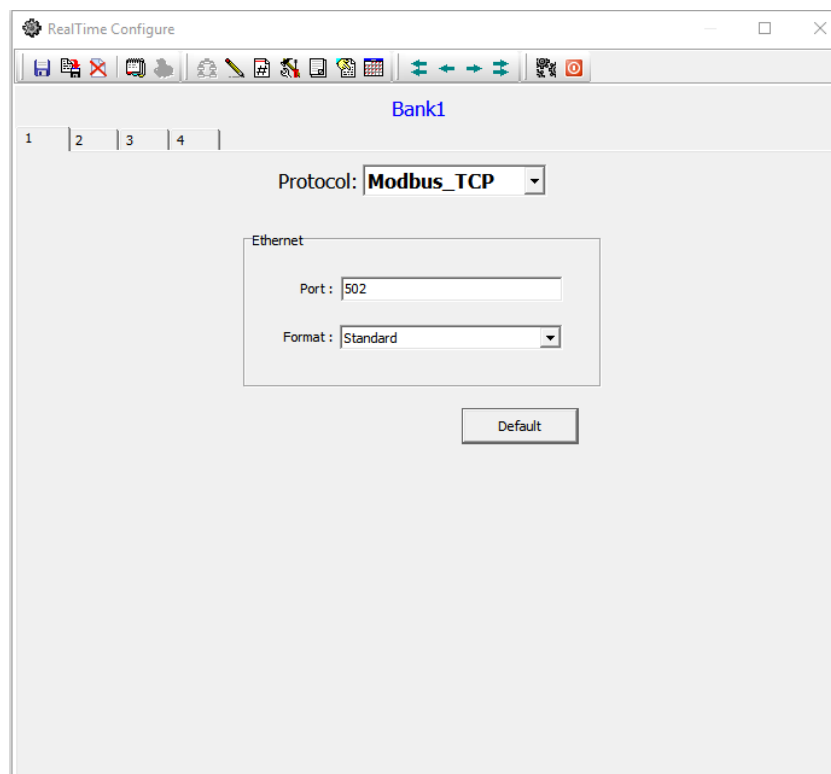 RealTime Configure
Bank1
1 2 3 4
Protocol: Modbus_TCP
Ethernet
Port : 502
Format : Standard
Default